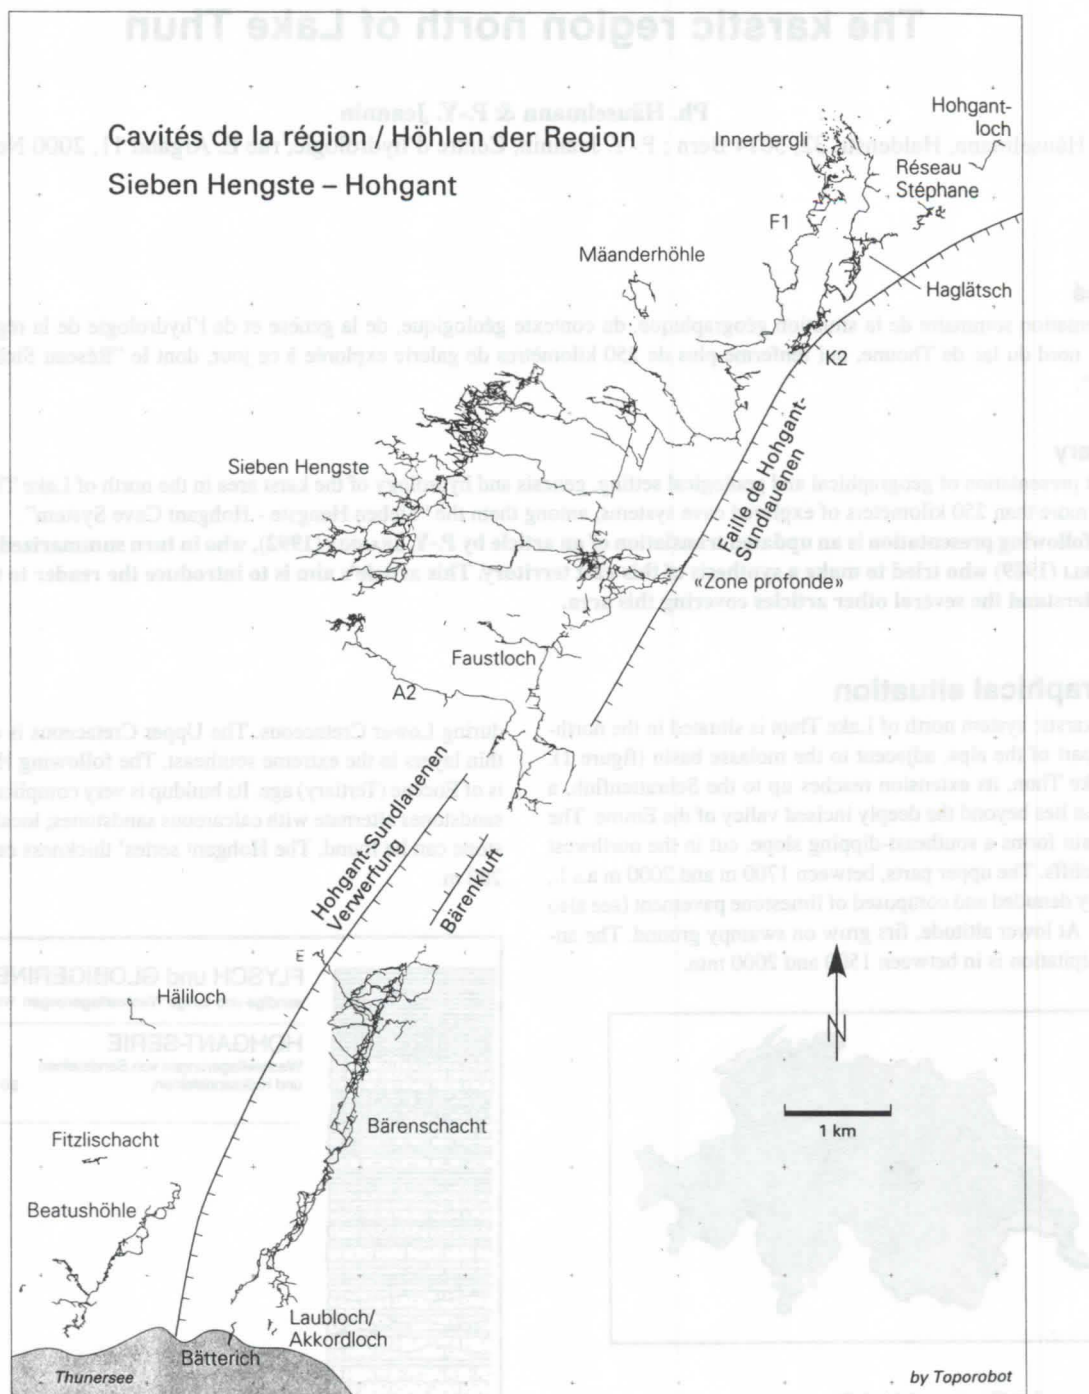 Cavités de la région / Höhlen der Region
Sieben Hengste – Hohgant
Hohgant-
loch
Innerbergli
Réseau
Stéphane
F1
Mäanderhöhle
Haglätsch
K2
Sieben Hengste
Faille de Hohgant-
Sundlauenen
«Zone profonde»
Faustloch
A2
Hohgant-Sundlauenen
Verwerfung
Bärenkluft
E
Häliloch
N
1 km
Bärenschacht
Fitzlischacht
Beatushöhle
Laubloch/
Akkordloch
Bätterich
Thunersee
by Toporobot